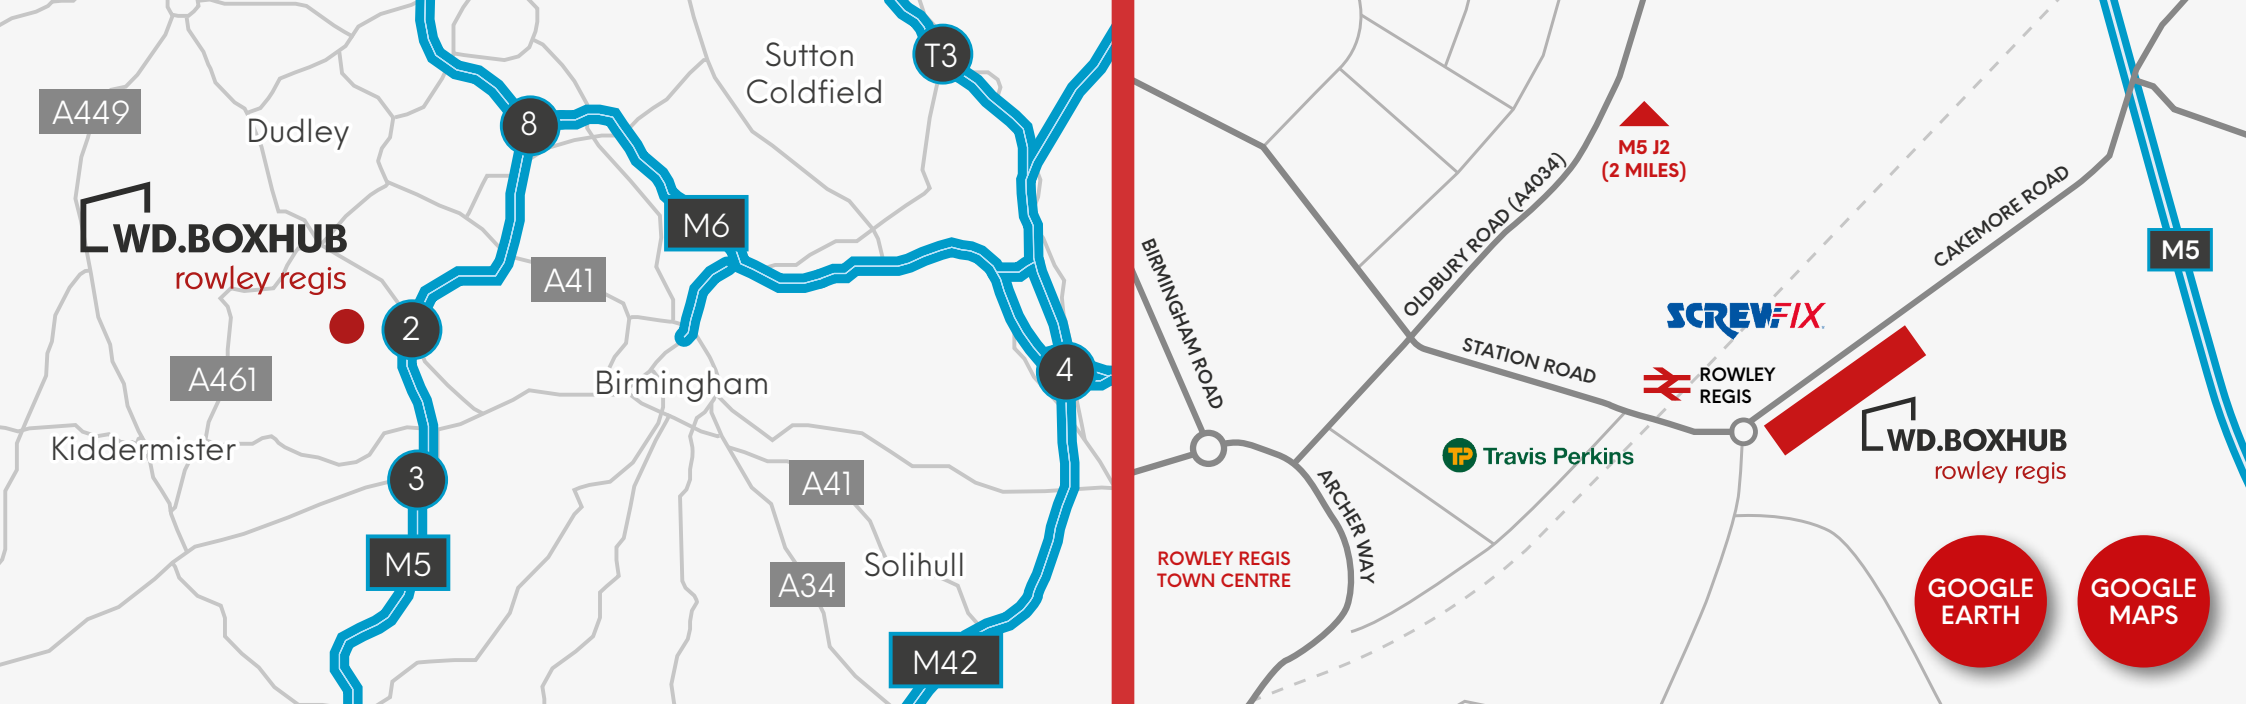 Sutton
Coldfield
T3
A449
Dudley
8
WD.BOXHUB
rowley regis
M6
A41
2
A461
Birmingham
4
Kiddermister
3
A41
M5
Solihull
A34
M42
M5 J2
(2 MILES)
OLDBURY ROAD (A4034)
CAKEMORE ROAD
M5
BIRMINGHAM ROAD
SCREWFIX
STATION ROAD
ROWLEY
REGIS
TP Travis Perkins
WD.BOXHUB
rowley regis
ARCHER WAY
ROWLEY REGIS
TOWN CENTRE
GOOGLE
EARTH
GOOGLE
MAPS